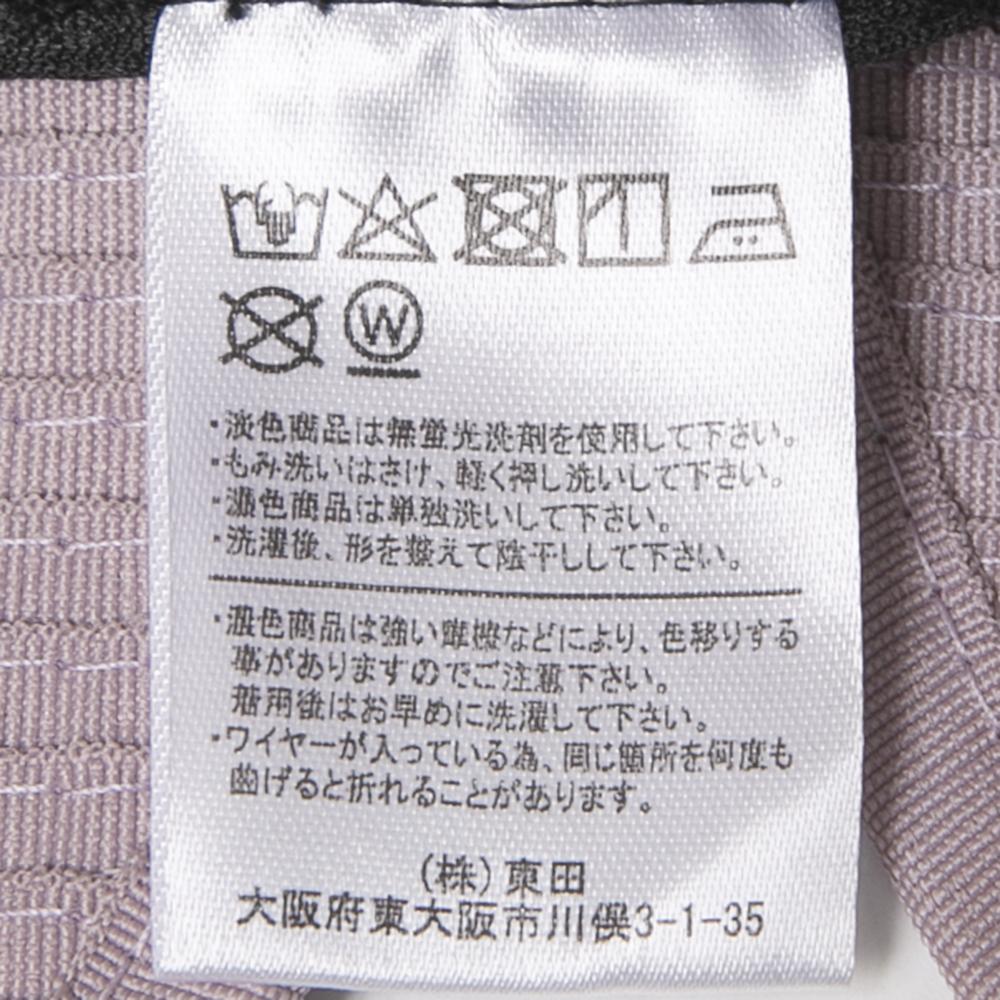 W
・淡色商品は無蛍光洗剤を使用して下さい。
・もみ洗いはさけ、軽く押し洗いして下さい。
・濃色商品は単独洗いして下さい。
・洗濯後、形を整えて陰干しして下さい。
・濃色商品は強い摩擦などにより、色移りする
事がありますのでご注意下さい。
着用後はお早めに洗濯して下さい。
・ワイヤーが入っている為、同じ箇所を何度も
曲げると折れることがあります。
(株)東田
大阪府東大阪市川俣3-1-35